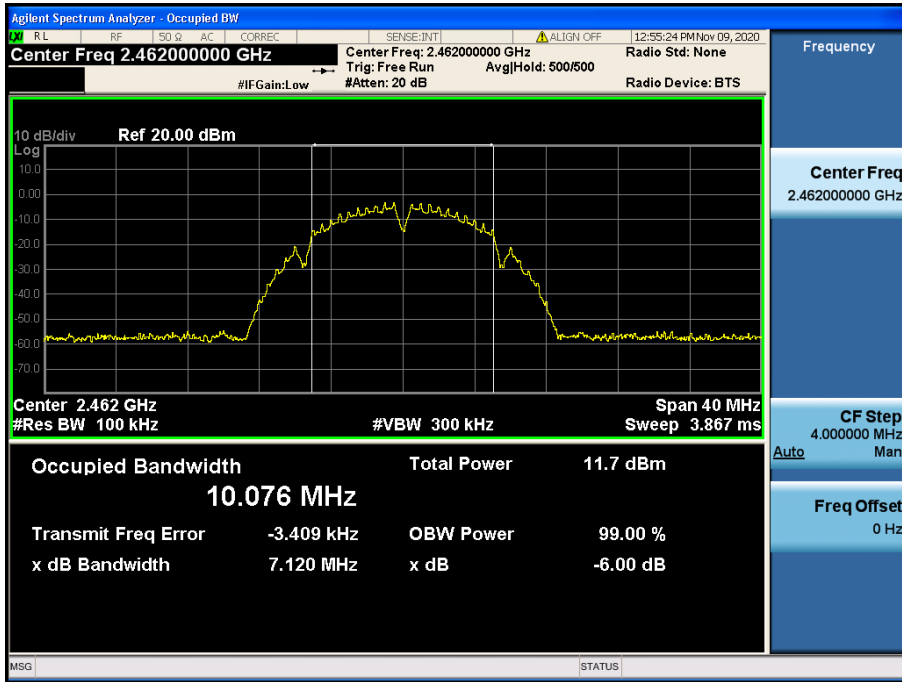 Agilent Spectrum Analyzer - Occupied BW
LXI RL RF 50 Ω AC CORREC SENSE:INT ALIGN OFF 12:55:24 PM Nov 09, 2020
Center Freq 2.462000000 GHz
Center Freq: 2.462000000 GHz
Radio Std: None
Trig: Free Run Avg|Hold: 500/500
#IFGain:Low #Atten: 20 dB Radio Device: BTS
Frequency
10 dB/div Ref 20.00 dBm
Log
10.0
0.00
-10.0
-20.0
-30.0
-40.0
-50.0
-60.0
-70.0
Center 2.462 GHz Span 40 MHz
#Res BW 100 kHz #VBW 300 kHz Sweep 3.867 ms
Center Freq
2.462000000 GHz
CF Step
4.000000 MHz
Auto Man
Freq Offset
0 Hz
Occupied Bandwidth Total Power 11.7 dBm
10.076 MHz
Transmit Freq Error -3.409 kHz OBW Power 99.00 %
x dB Bandwidth 7.120 MHz x dB -6.00 dB
MSG STATUS